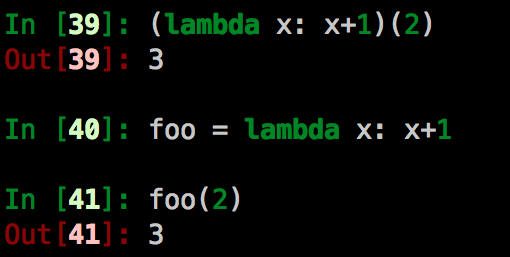 In [39]: (lambda x: x+1)(2)
Out[39]: 3
In [40]: foo = lambda x: x+1
In [41]: foo(2)
Out[41]: 3